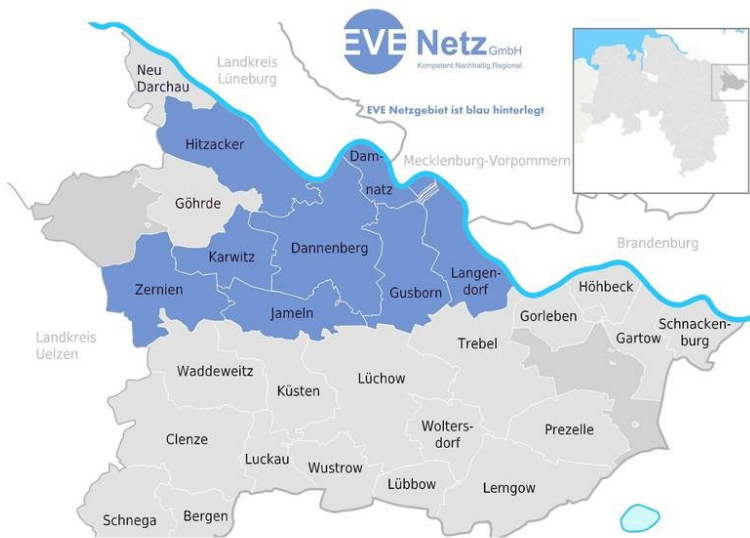 EVE Netz GmbH
Kompetent.Nachhaltig.Regional.
EVE Netzgebiet ist blau hinterlegt
Landkreis
Lüneburg
Neu
Darchau
Hitzacker
Dam-
natz
Mecklenburg-Vorpommern
Göhrde
Brandenburg
Karwitz
Dannenberg
Zernien
Gusborn
Langen-
dorf
Jameln
Höhbeck
Gorleben
Gartow
Schnacken-
burg
Landkreis
Uelzen
Trebel
Waddeweitz
Küsten
Lüchow
Clenze
Wolters-
dorf
Prezelle
Luckau
Wustrow
Lübbow
Lemgow
Schnega
Bergen